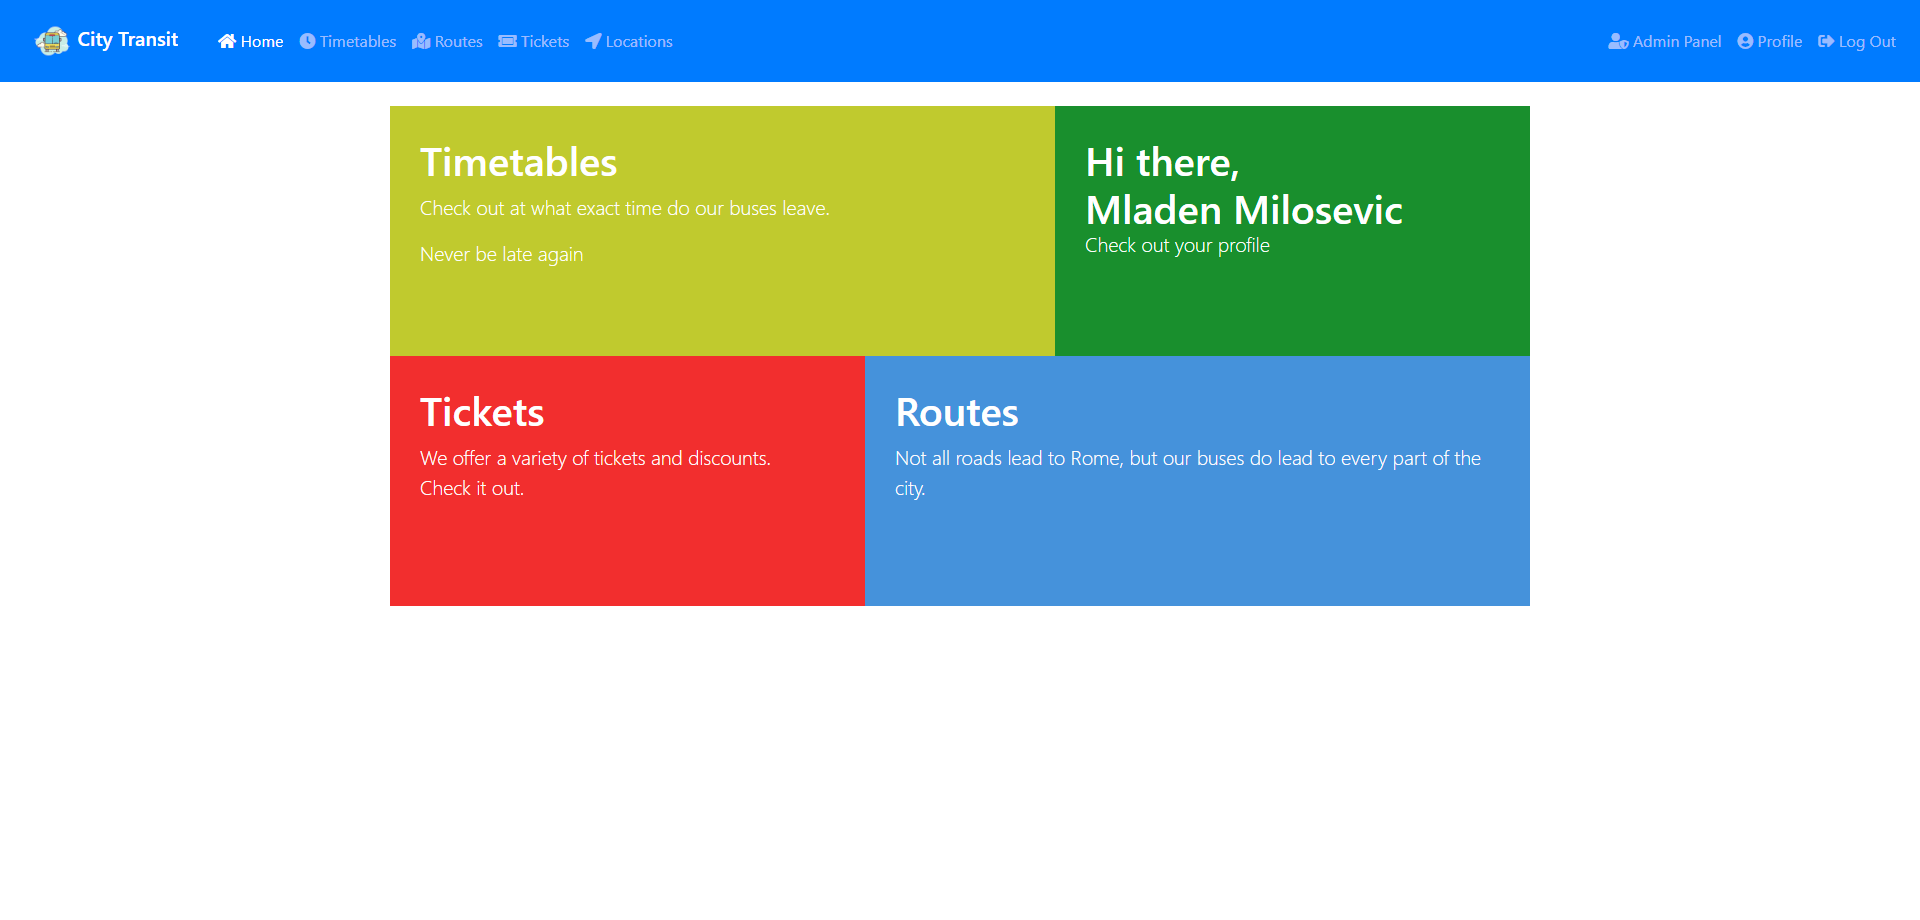 City Transit
Home Timetables Routes Tickets Locations
Admin Panel Profile Log Out
Timetables
Check out at what exact time do our buses leave.
Never be late again
Hi there,
Mladen Milosevic
Check out your profile
Tickets
We offer a variety of tickets and discounts.
Check it out.
Routes
Not all roads lead to Rome, but our buses do lead to every part of the
city.